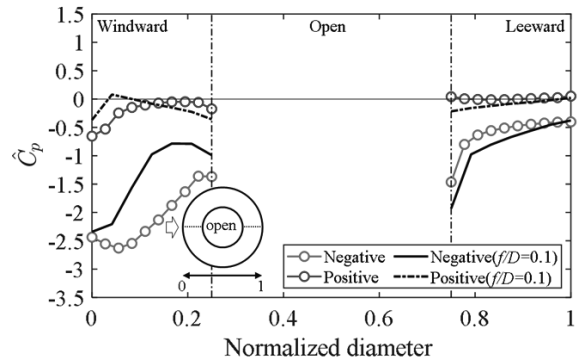 Windward Open Leeward
1.5
1
0.5
0
-0.5
-1
-1.5
-2
-2.5
-3
-3.5
Ĉp
open
0 1
Negative Negative(f/D=0.1)
Positive Positive(f/D=0.1)
0 0.2 0.4 0.6 0.8 1
Normalized diameter